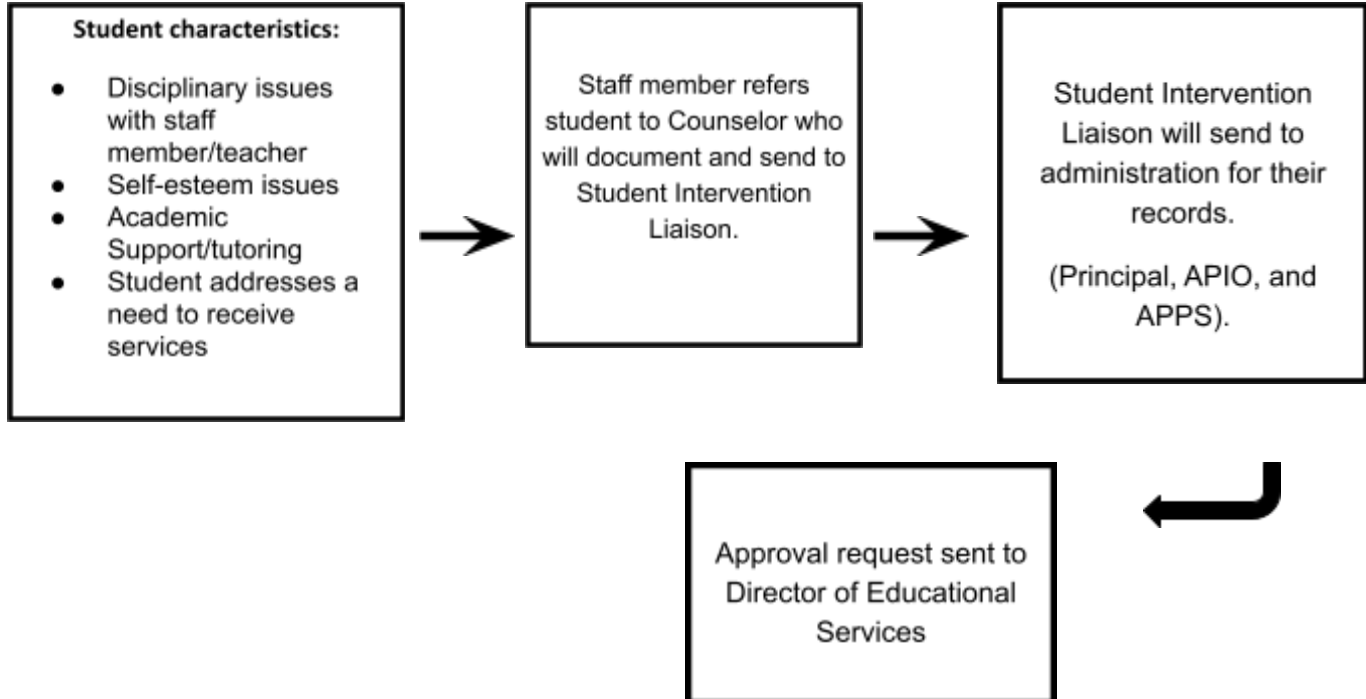 Student characteristics:
● Disciplinary issues
with staff
member/teacher
● Self-esteem issues
● Academic
Support/tutoring
● Student addresses a
need to receive
services
Staff member refers
student to Counselor who
will document and send to
Student Intervention
Liaison.
Student Intervention
Liaison will send to
administration for their
records.
(Principal, APIO, and
APPS).
Approval request sent to
Director of Educational
Services